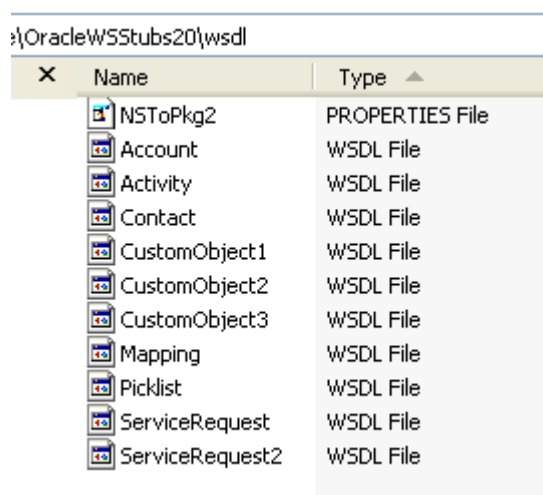 e\OracleWSStubs20\wsdl
Name Type
NSToPkg2 PROPERTIES File
Account WSDL File
Activity WSDL File
Contact WSDL File
CustomObject1 WSDL File
CustomObject2 WSDL File
CustomObject3 WSDL File
Mapping WSDL File
Picklist WSDL File
ServiceRequest WSDL File
ServiceRequest2 WSDL File